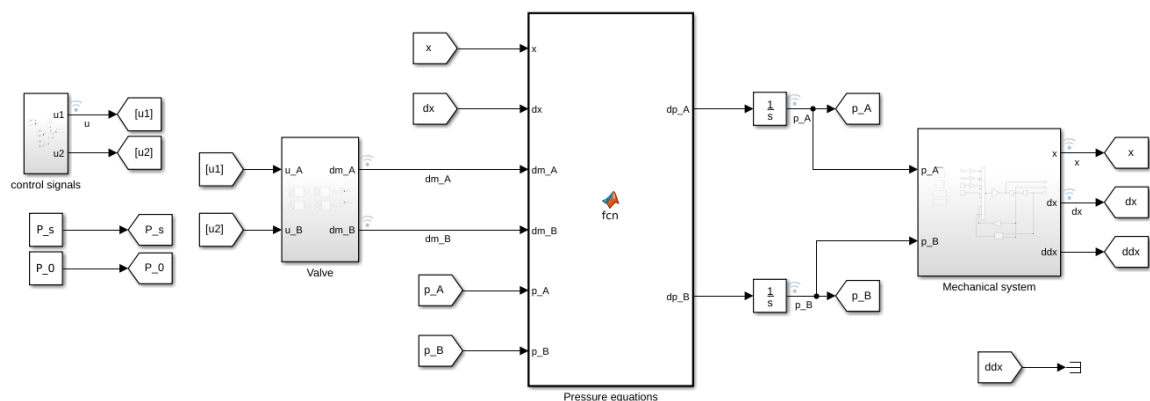 u1
u2
control signals
u
[u1]
[u2]
P_s
P_s
P_0
P_0
[u1]
[u2]
u_A
u_B
dm_A
dm_B
Valve
dm_A
dm_B
x
dx
p_A
p_B
x
dx
dm_A
dm_B
p_A
p_B
fcn
dp_A
dp_B
Pressure equations
1
s
p_A
p_A
1
s
p_B
p_B
p_A
p_B
x
dx
ddx
Mechanical system
x
dx
x
dx
ddx
ddx